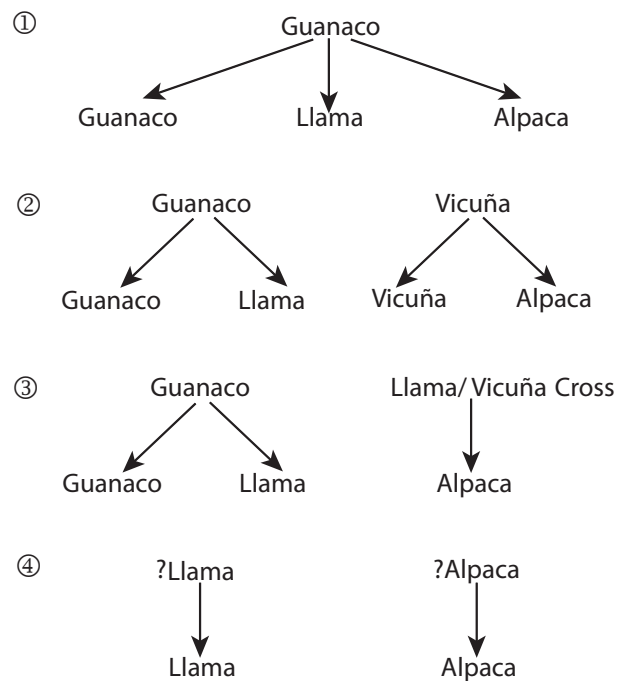 ① Guanaco
Guanaco Llama Alpaca
② Guanaco Vicuña
Guanaco Llama Vicuña Alpaca
③ Guanaco Llama/ Vicuña Cross
Guanaco Llama Alpaca
④ ?Llama ?Alpaca
Llama Alpaca